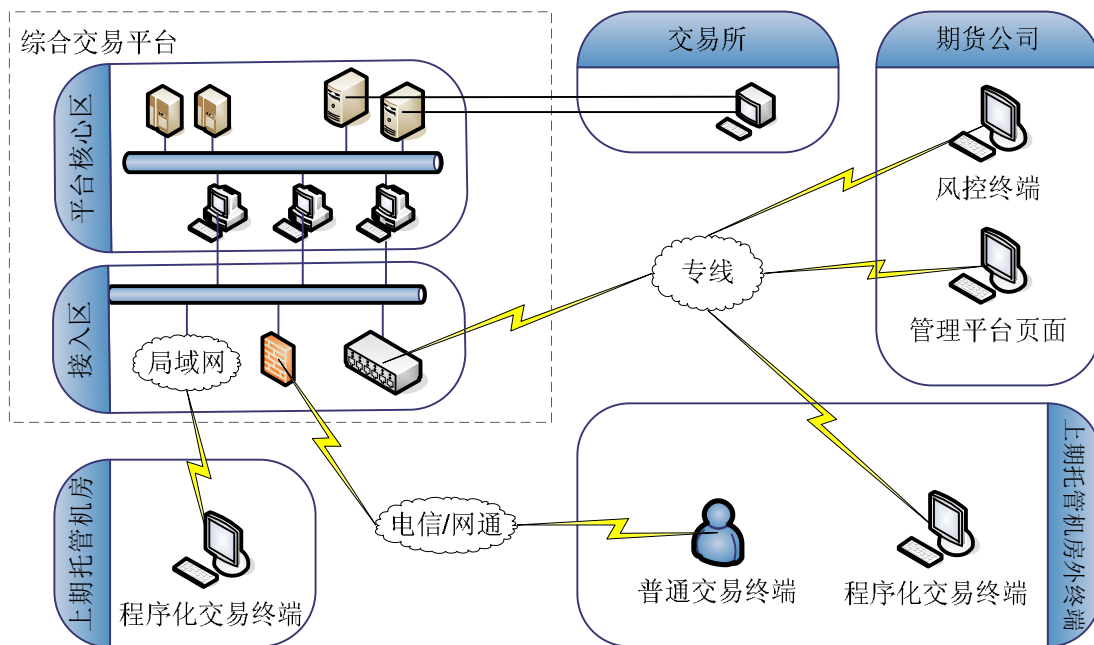 综合交易平台
平台核心区
接入区
局域网
交易所
期货公司
风控终端
管理平台页面
专线
上期托管机房
程序化交易终端
电信/网通
普通交易终端
程序化交易终端
上期托管机房外终端